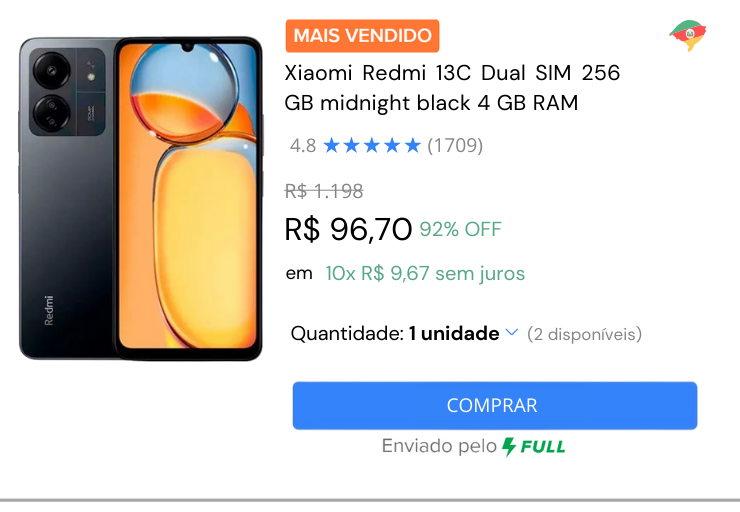 MAIS VENDIDO
Xiaomi Redmi 13C Dual SIM 256
GB midnight black 4 GB RAM
4.8 ★★★★★ (1709)
R$ 1.198
R$ 96,70 92% OFF
em 10x R$ 9,67 sem juros
Redmi
Quantidade: 1 unidade (2 disponíveis)
COMPRAR
Enviado pelo FULL